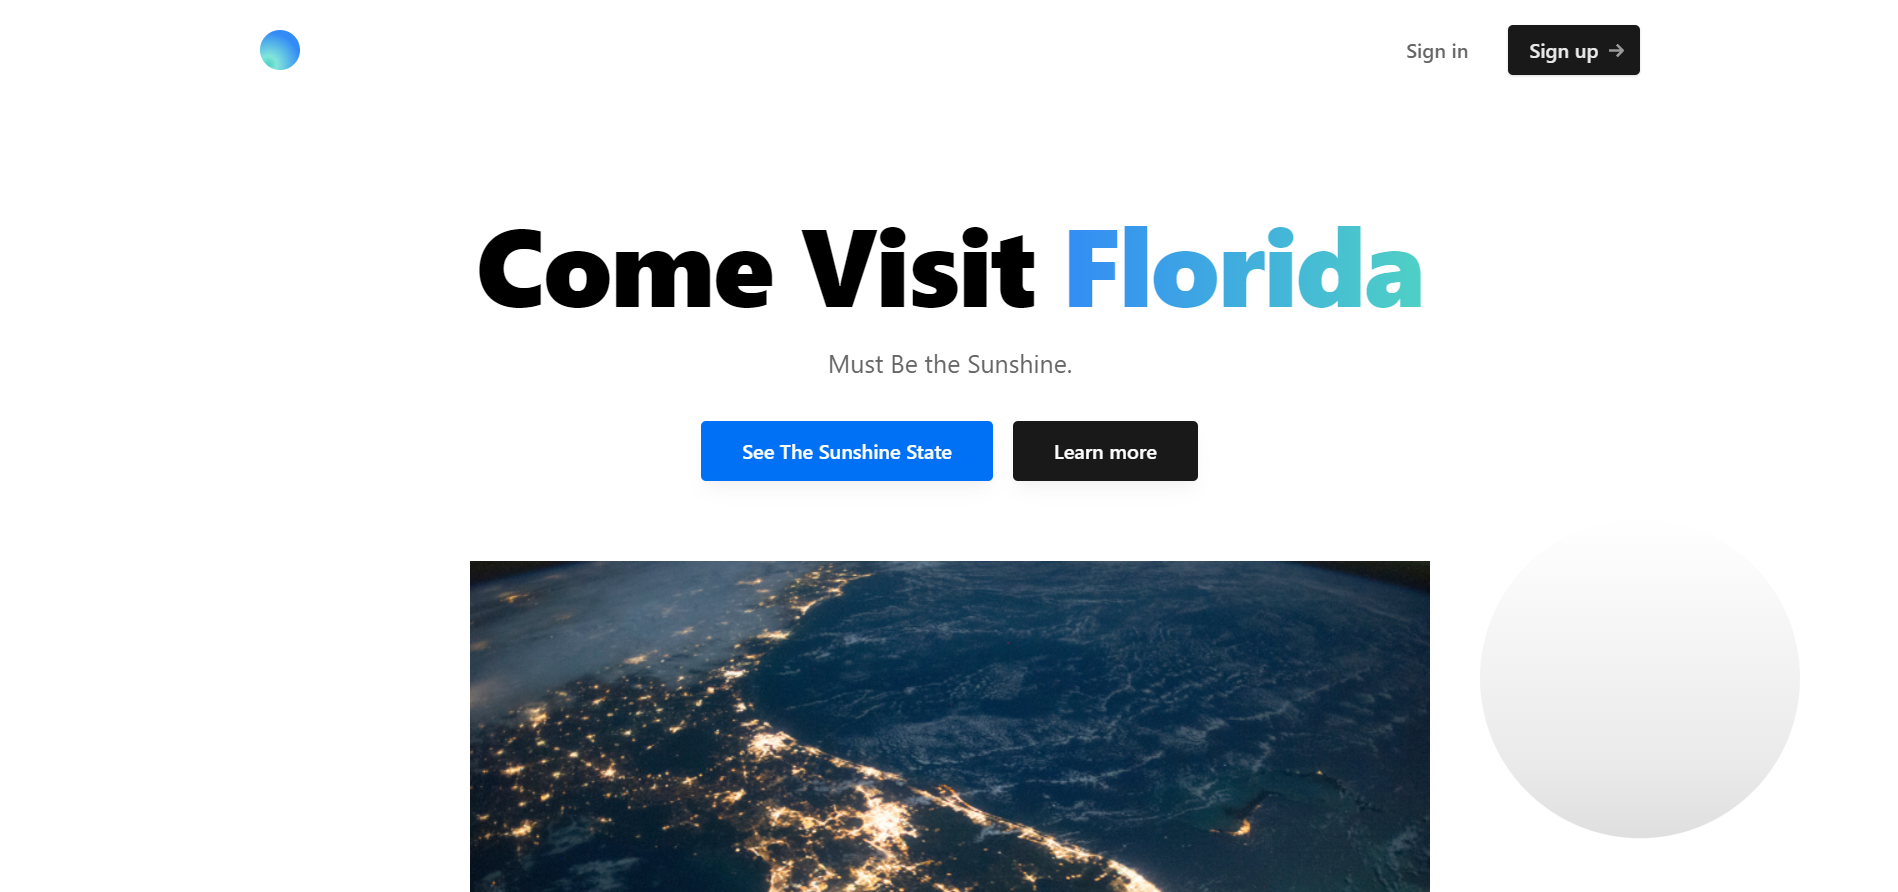 Sign in
Sign up
Come Visit Florida
Must Be the Sunshine.
See The Sunshine State
Learn more